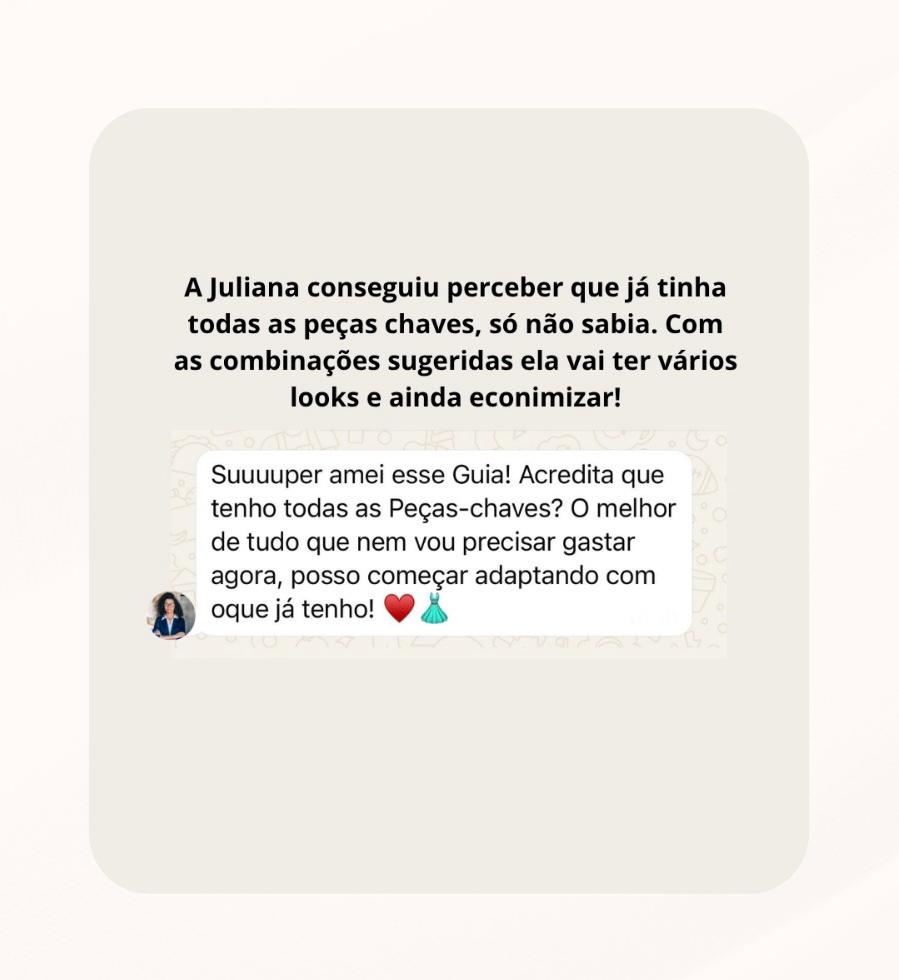 A Juliana conseguiu perceber que já tinha
todas as peças chaves, só não sabia. Com
as combinações sugeridas ela vai ter vários
looks e ainda econimizar!
Suuuuper amei esse Guia! Acredita que
tenho todas as Peças-chaves? O melhor
de tudo que nem vou precisar gastar
agora, posso começar adaptando com
oque já tenho! ❤️👗